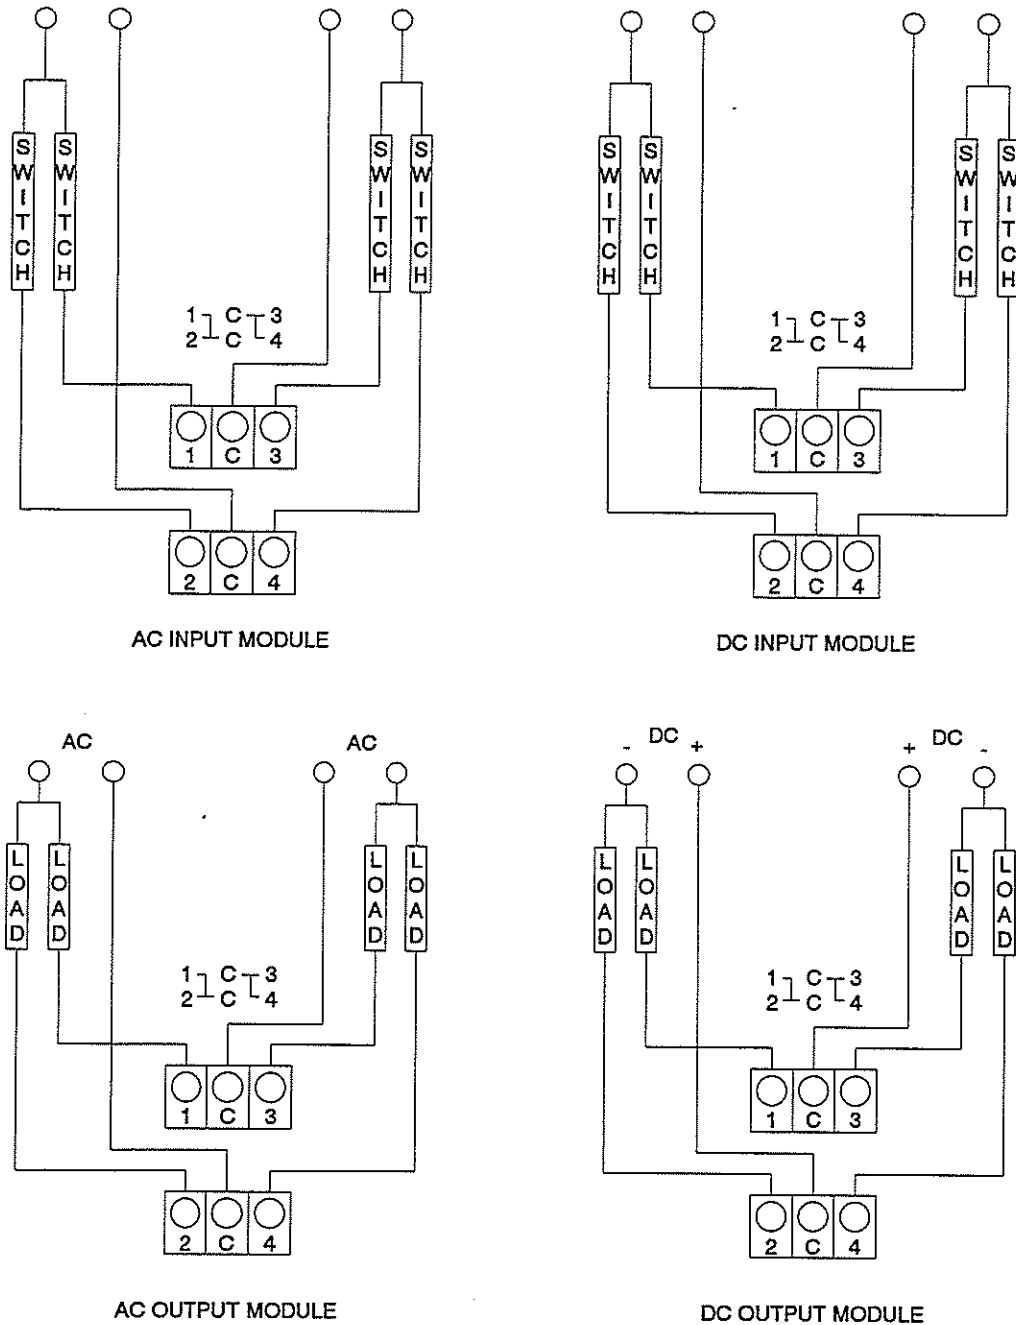 SWITCH SWITCH SWITCH SWITCH
1 C 3
2 C 4
1 C 3
2 C 4
AC INPUT MODULE
SWITCH SWITCH SWITCH SWITCH
1 C 3
2 C 4
1 C 3
2 C 4
DC INPUT MODULE
AC AC
LOAD LOAD LOAD LOAD
1 C 3
2 C 4
1 C 3
2 C 4
AC OUTPUT MODULE
- DC + + DC -
LOAD LOAD LOAD LOAD
1 C 3
2 C 4
1 C 3
2 C 4
DC OUTPUT MODULE